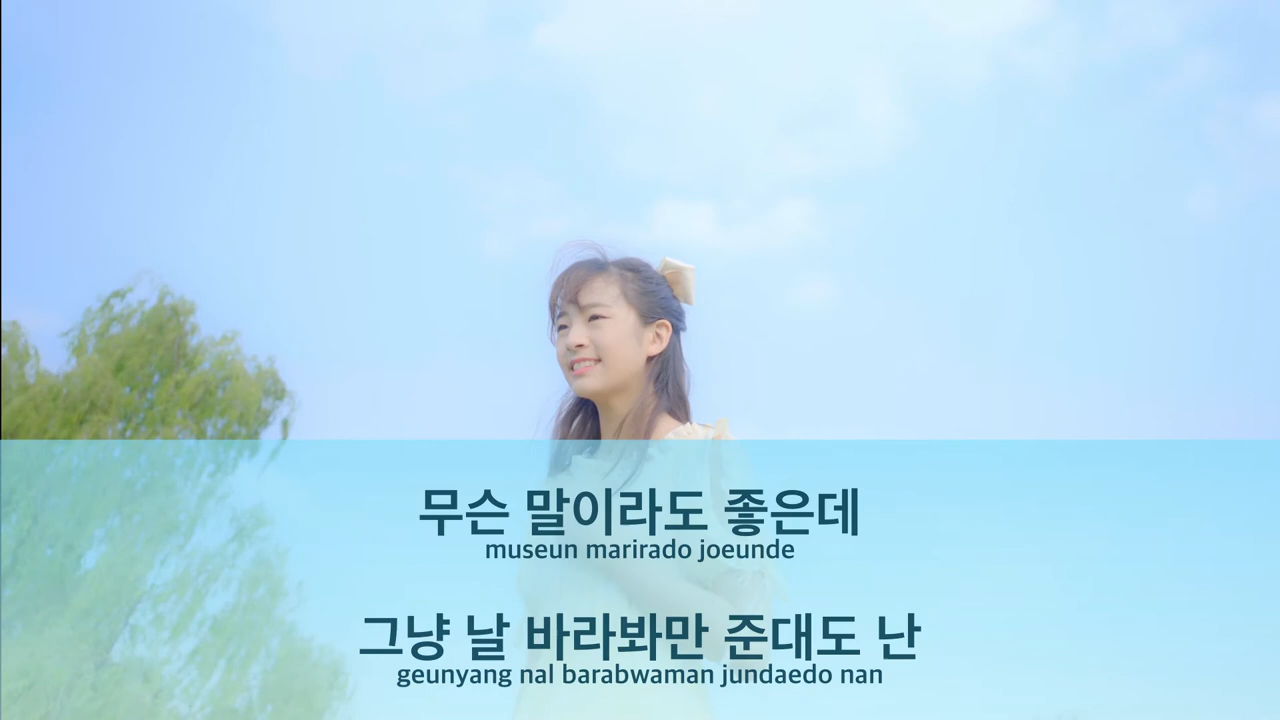 무슨 말이라도 좋은데
museun marirado joeunde
그냥 날 바라봐만 준대도 난
geunyang nal barabwaman jundaedo nan